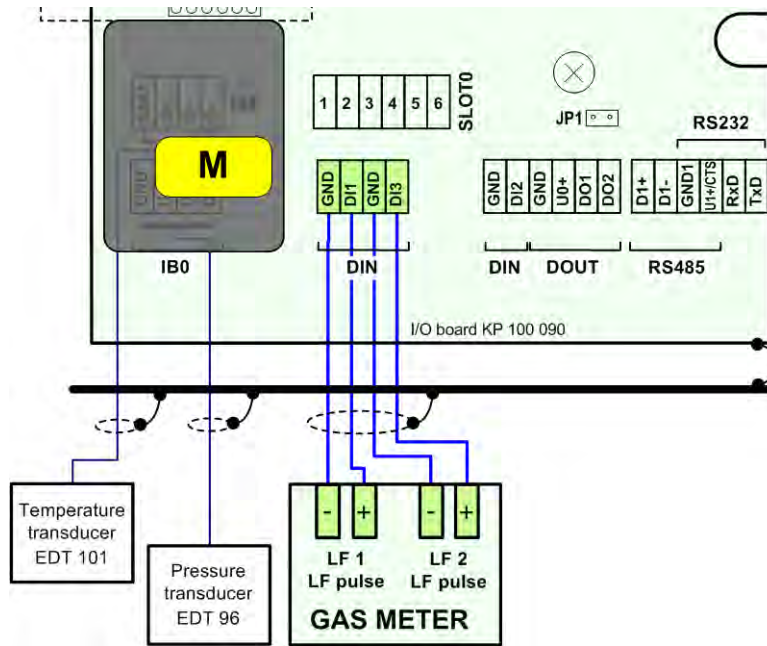 M
1 2 3 4 5 6
SLOT0
JP1
RS232
GND DI1 GND DI3
GND DI2 GND U0+ DO1 DO2
D1+ D1- GND1 U1+/CTS RxD TxD
IB0
DIN
DIN
DOUT
RS485
I/O board KP 100 090
Temperature
transducer
EDT 101
Pressure
transducer
EDT 96
- + - +
LF 1 LF 2
LF pulse LF pulse
GAS METER